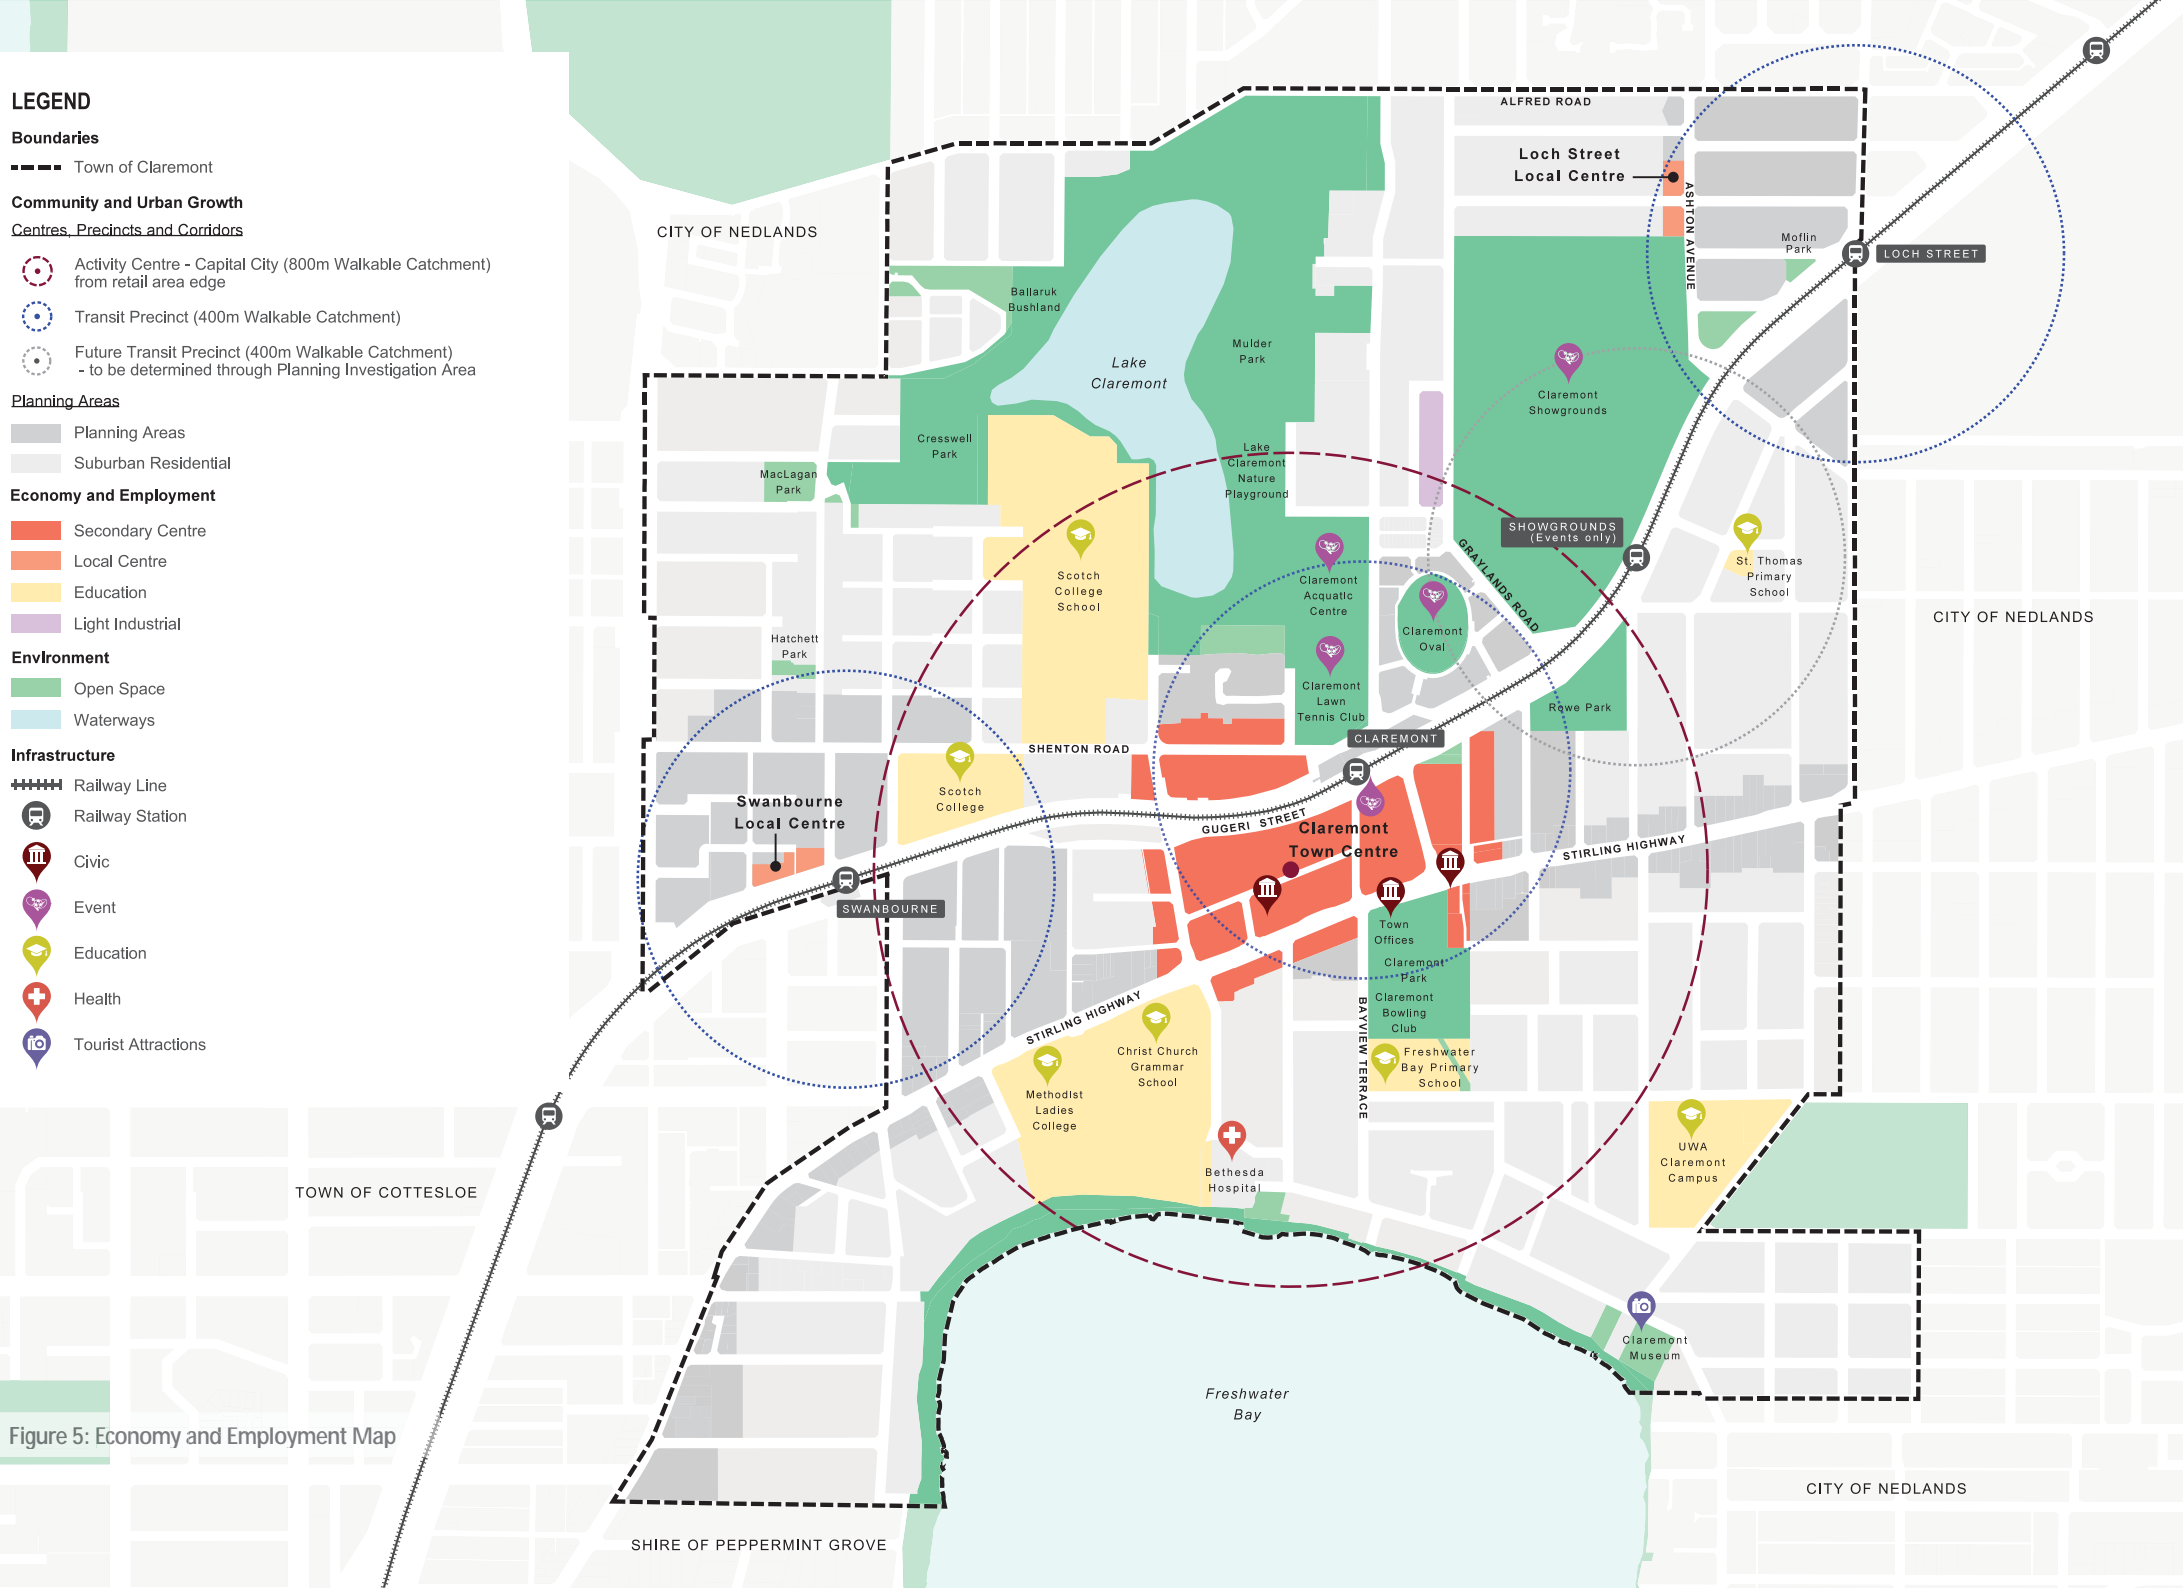 LEGEND
Boundaries
Town of Claremont
Community and Urban Growth
Centres, Precincts and Corridors
Activity Centre - Capital City (800m Walkable Catchment)
from retail area edge
Transit Precinct (400m Walkable Catchment)
Future Transit Precinct (400m Walkable Catchment)
- to be determined through Planning Investigation Area
Planning Areas
Planning Areas
Suburban Residential
Economy and Employment
Secondary Centre
Local Centre
Education
Light Industrial
Environment
Open Space
Waterways
Infrastructure
Railway Line
Railway Station
Civic
Event
Education
Health
Tourist Attractions
Figure 5: Economy and Employment Map
ALFRED ROAD
Loch Street
Local Centre
ASHTON AVENUE
CITY OF NEDLANDS
Moflin
Park
LOCH STREET
Ballaruk
Bushland
Lake
Claremont
Mulder
Park
Claremont
Showgrounds
Cresswell
Park
MacLagan
Park
Lake
Claremont
Nature
Playground
SHOWGROUNDS
(Events only)
GRAYLANDS ROAD
St. Thomas
Primary
School
Scotch
College
School
Claremont
Acquatic
Centre
Claremont
Oval
CITY OF NEDLANDS
Hatchett
Park
Claremont
Lawn
Tennis Club
Rowe Park
CLAREMONT
SHENTON ROAD
Scotch
College
Swanbourne
Local Centre
GUGERI STREET
Claremont
Town Centre
STIRLING HIGHWAY
SWANBOURNE
Town
Offices
Claremont
Park
Claremont
Bowling
Club
STIRLING HIGHWAY
BAYVIEW TERRACE
Christ Church
Grammar
School
Freshwater
Bay Primary
School
Methodist
Ladies
College
UWA
Claremont
Campus
Bethesda
Hospital
TOWN OF COTTESLOE
Claremont
Museum
Freshwater
Bay
CITY OF NEDLANDS
SHIRE OF PEPPERMINT GROVE